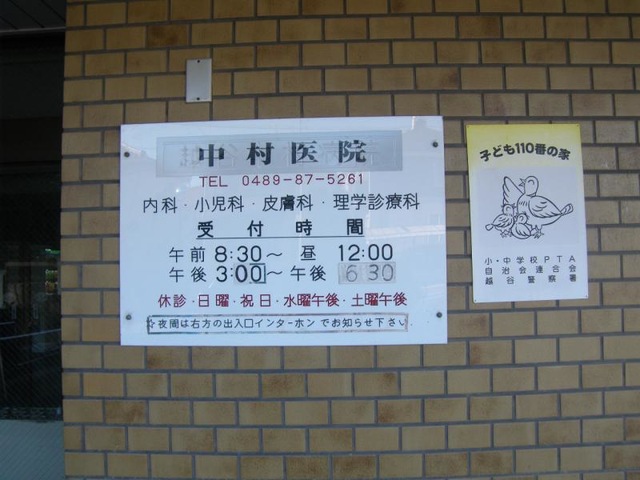 中村医院
TEL 0489-87-5261
内科・小児科・皮膚科・理学診療科
受付時間
午前 8:30〜 昼 12:00
午後 3:00〜 午後 6:30
休診・日曜・祝日・水曜午後・土曜午後
☆夜間は右方の出入口インターホンでお知らせ下さい
子ども110番の家
小・中学校PTA
自治会連合会
越谷警察署